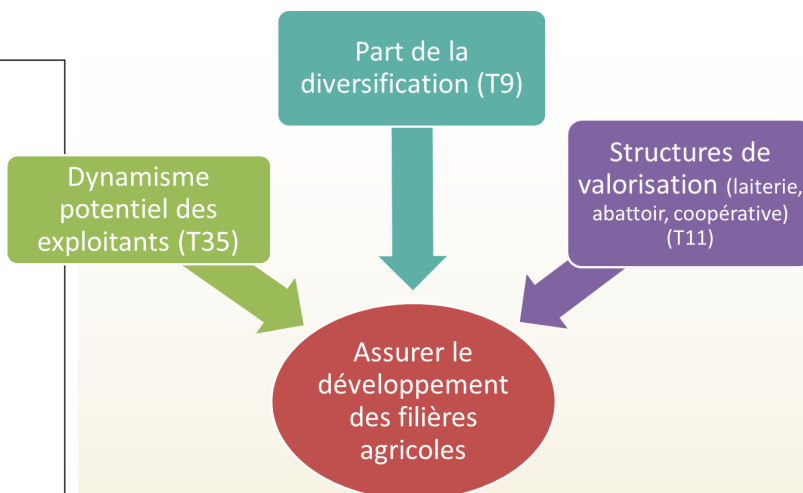 Part de la
diversification (T9)
Dynamisme
potentiel des
exploitants (T35)
Structures de
valorisation (laiterie,
abattoir, coopérative)
(T11)
Assurer le
développement
des filières
agricoles